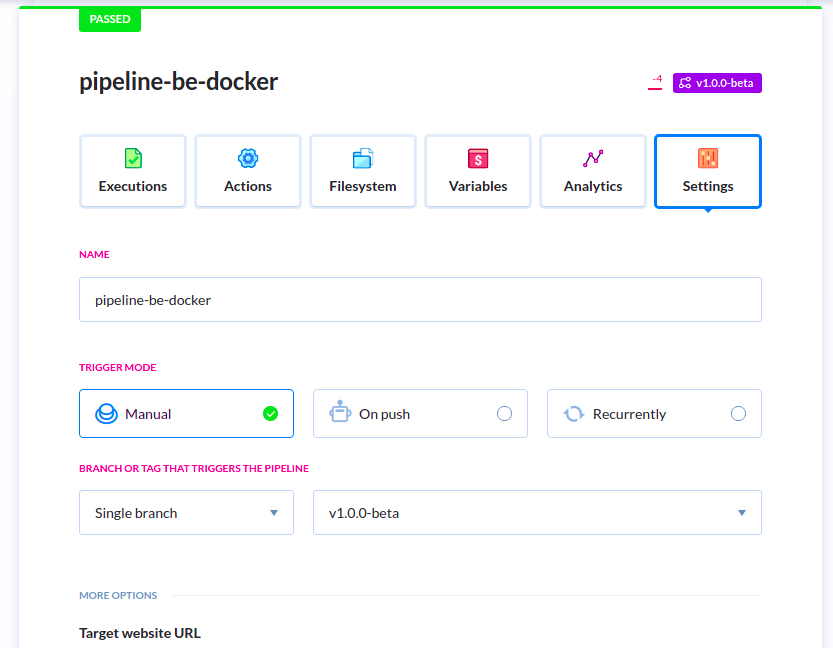 PASSED
pipeline-be-docker
-4
v1.0.0-beta
Executions
Actions
Filesystem
Variables
Analytics
Settings
NAME
pipeline-be-docker
TRIGGER MODE
Manual
On push
Recurrently
BRANCH OR TAG THAT TRIGGERS THE PIPELINE
Single branch
v1.0.0-beta
MORE OPTIONS
Target website URL